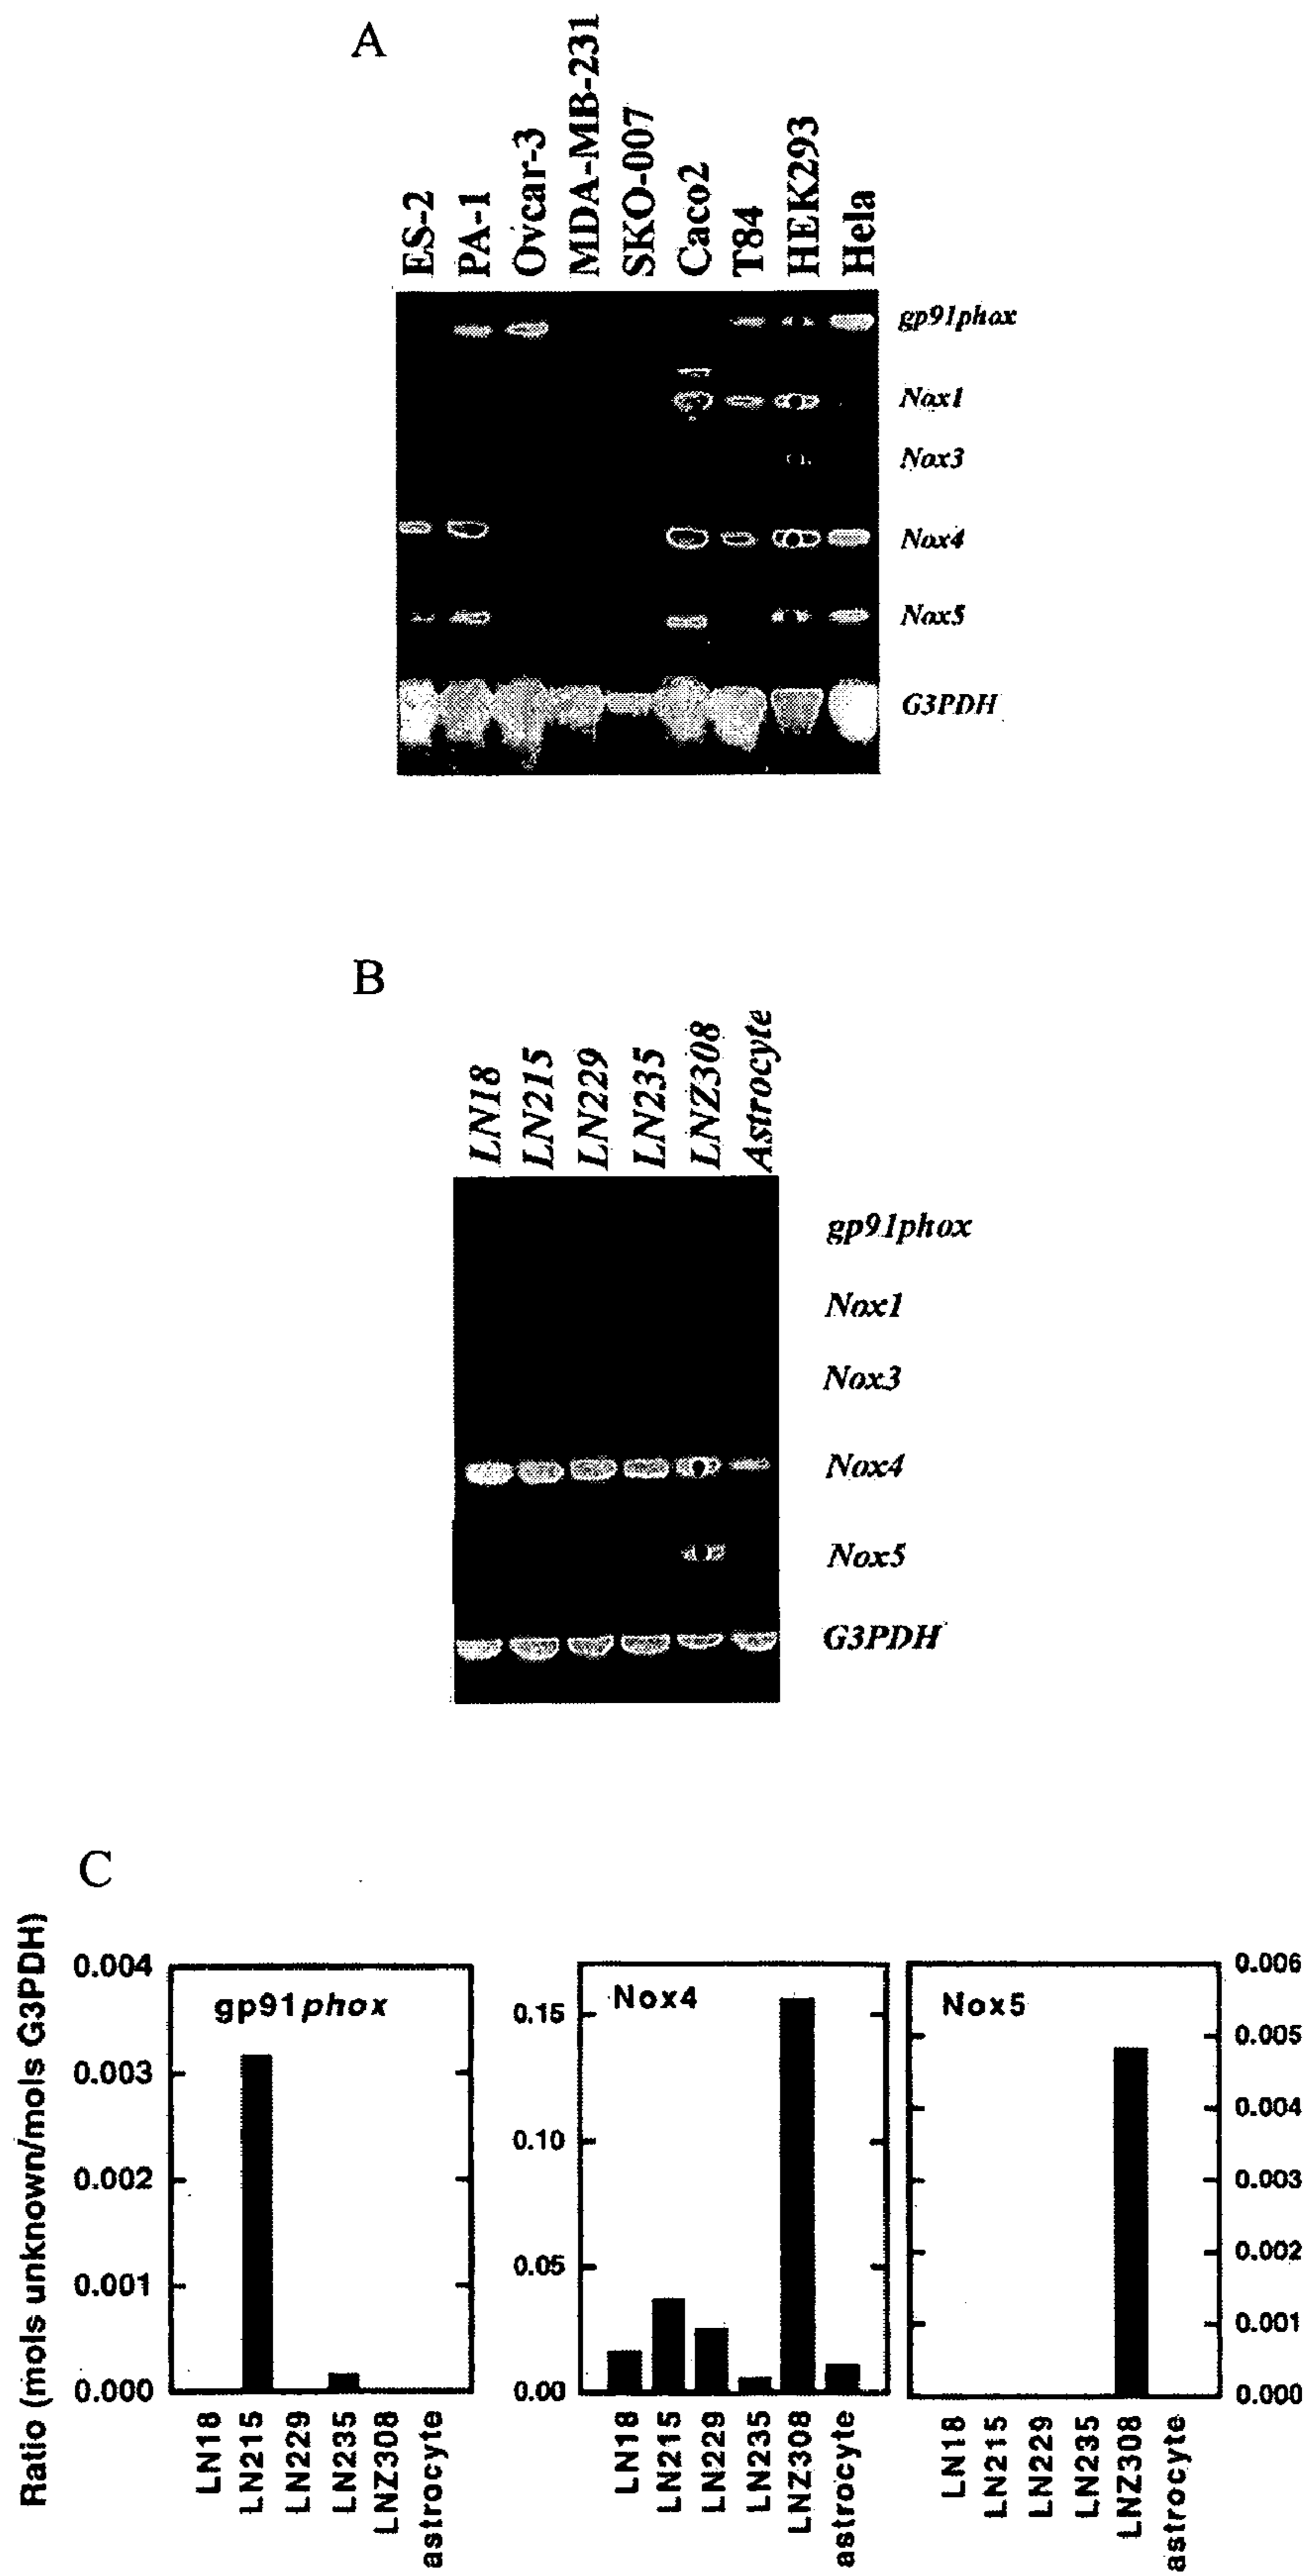 A
ES-2
PA-1
Ovcar-3
MDA-MB-231
SKO-007
Caco2
T84
HEK293
Hela
gp91phox
Nox1
Nox3
Nox4
Nox5
G3PDH
B
LN18
LN215
LN229
LN235
LNZ308
Astrocyte
gp91phox
Nox1
Nox3
Nox4
Nox5
G3PDH
C
Ratio (mols unknown/mols G3PDH)
0.004
0.003
0.002
0.001
0.000
gp91phox
LN18
LN215
LN229
LN235
LNZ308
astrocyte
0.15
0.10
0.05
0.00
Nox4
LN18
LN215
LN229
LN235
LNZ308
astrocyte
Nox5
0.006
0.005
0.004
0.003
0.002
0.001
0.000
LN18
LN215
LN229
LN235
LNZ308
astrocyte